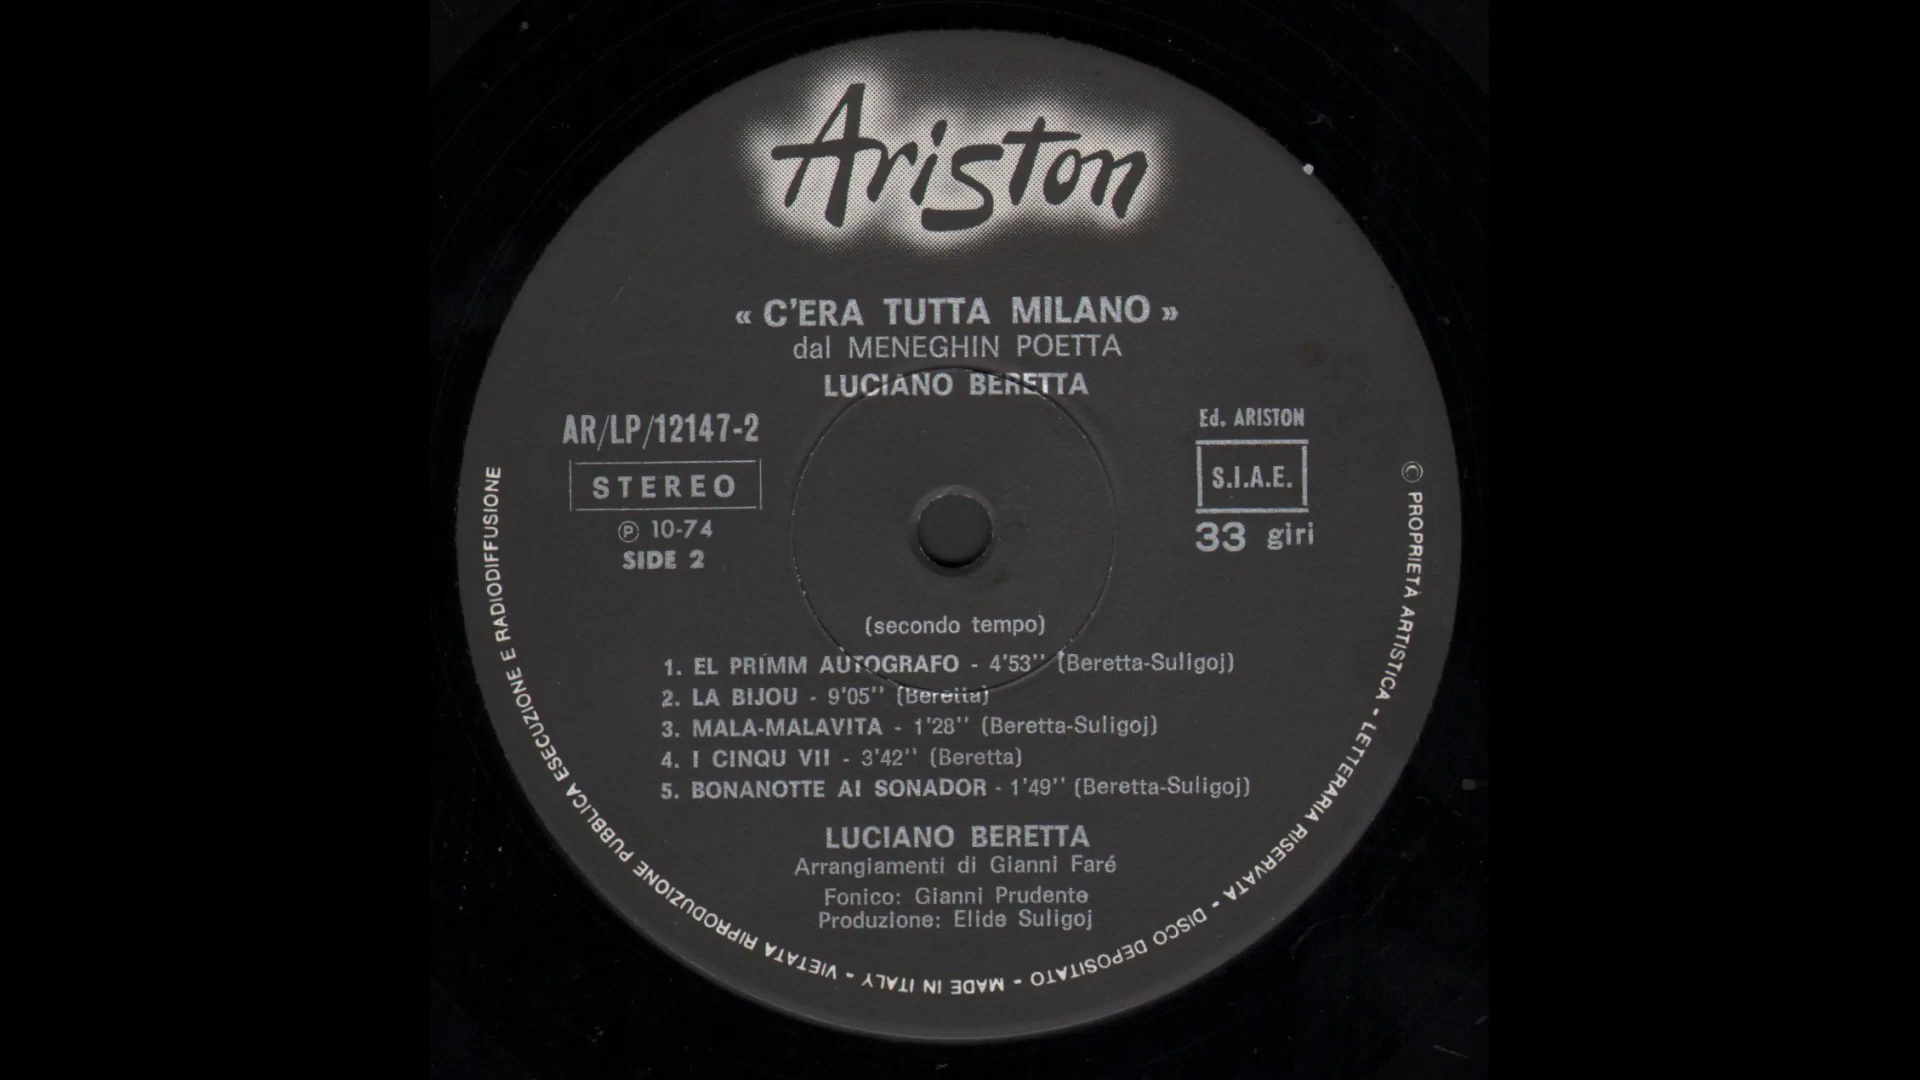 Ariston
« C'ERA TUTTA MILANO »
dal MENEGHIN POETTA
LUCIANO BERETTA
AR/LP/12147-2
STEREO
Ⓟ 10-74
SIDE 2
Ed. ARISTON
S.I.A.E.
33 giri
(secondo tempo)
1. EL PRIMM AUTOGRAFO - 4'53'' (Beretta-Suligoj)
2. LA BIJOU - 9'05'' (Beretta)
3. MALA-MALAVITA - 1'28'' (Beretta-Suligoj)
4. I CINQU VII - 3'42'' (Beretta)
5. BONANOTTE AI SONADOR - 1'49'' (Beretta-Suligoj)
LUCIANO BERETTA
Arrangiamenti di Gianni Faré
Fonico: Gianni Prudente
Produzione: Elide Suligoj
© PROPRIETÀ ARTISTICA - LETTERARIA RISERVATA - DISCO DEPOSITATO - MADE IN ITALY - VIETATA RIPRODUZIONE PUBBLICA ESECUZIONE E RADIODIFFUSIONE